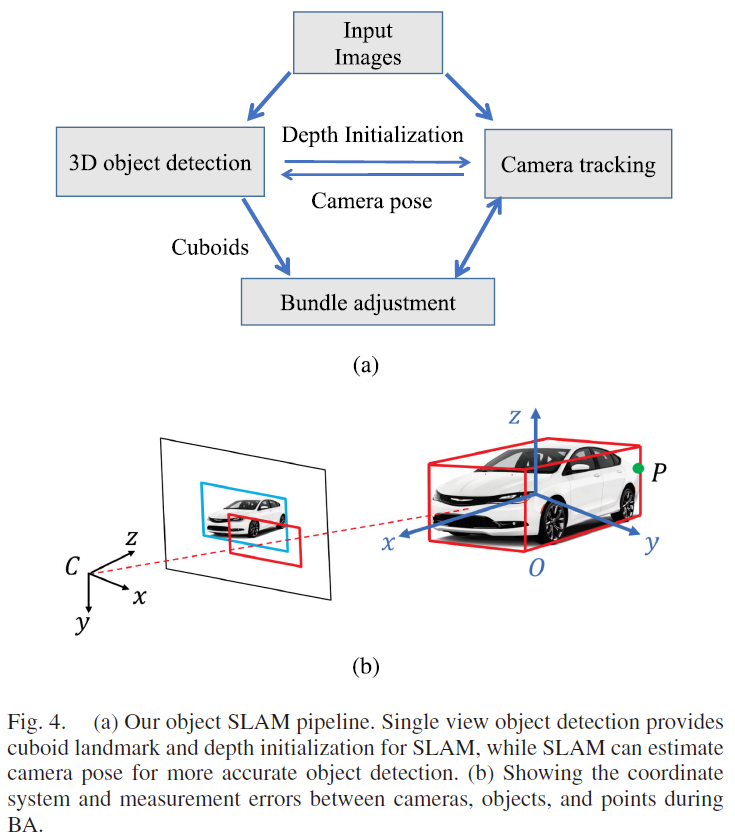 Input
Images
Depth Initialization
3D object detection
Camera tracking
Camera pose
Cuboids
Bundle adjustment
(a)
z
P
z
C
x
x
y
O
y
(b)
Fig. 4. (a) Our object SLAM pipeline. Single view object detection provides
cuboid landmark and depth initialization for SLAM, while SLAM can estimate
camera pose for more accurate object detection. (b) Showing the coordinate
system and measurement errors between cameras, objects, and points during
BA.